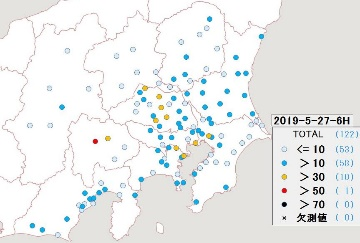 2019-5-27-6H
TOTAL (122)
<= 10 (53)
> 10 (58)
> 30 (10)
> 50 (1)
> 70 (0)
× 欠測値 (0)